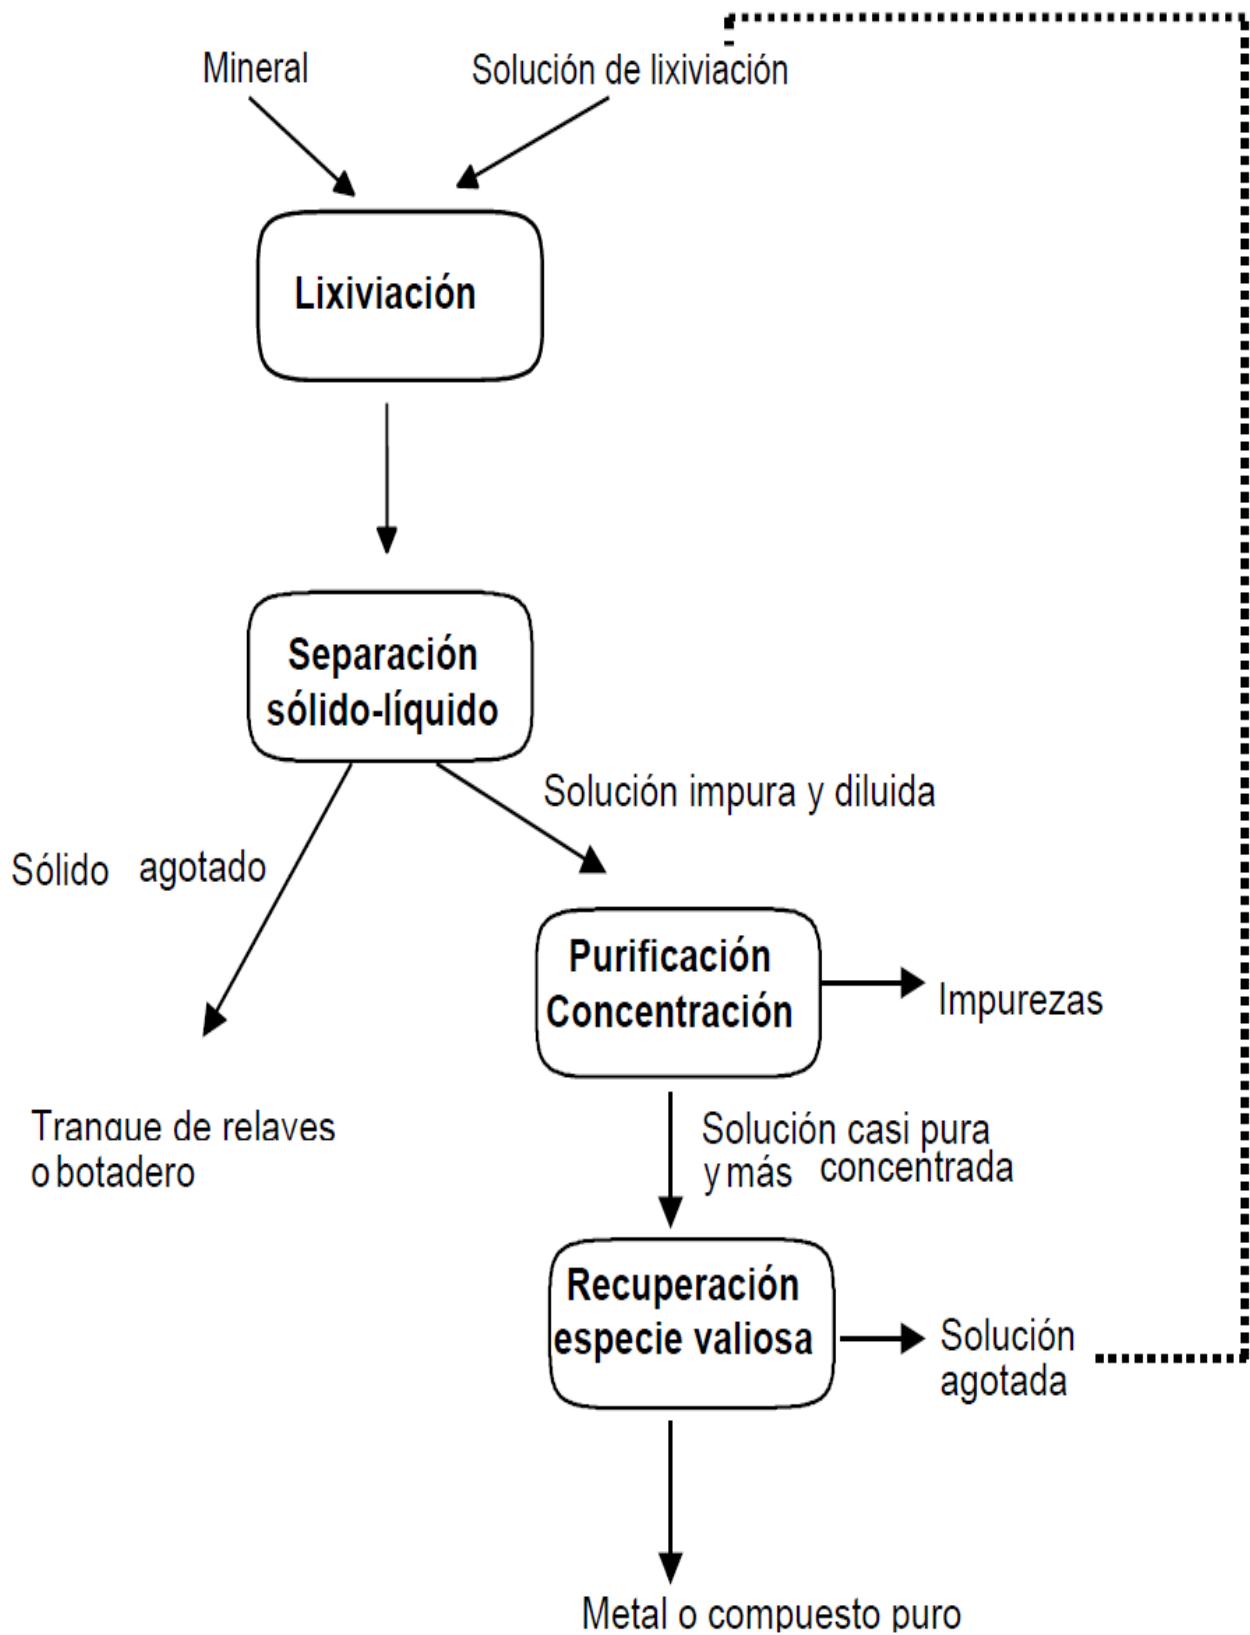 Mineral
Solución de lixiviación
Lixiviación
Separación
sólido-líquido
Solución impura y diluida
Sólido agotado
Purificación
Concentración
Impurezas
Tranque de relaves
o botadero
Solución casi pura
y más concentrada
Recuperación
especie valiosa
Solución
agotada
Metal o compuesto puro